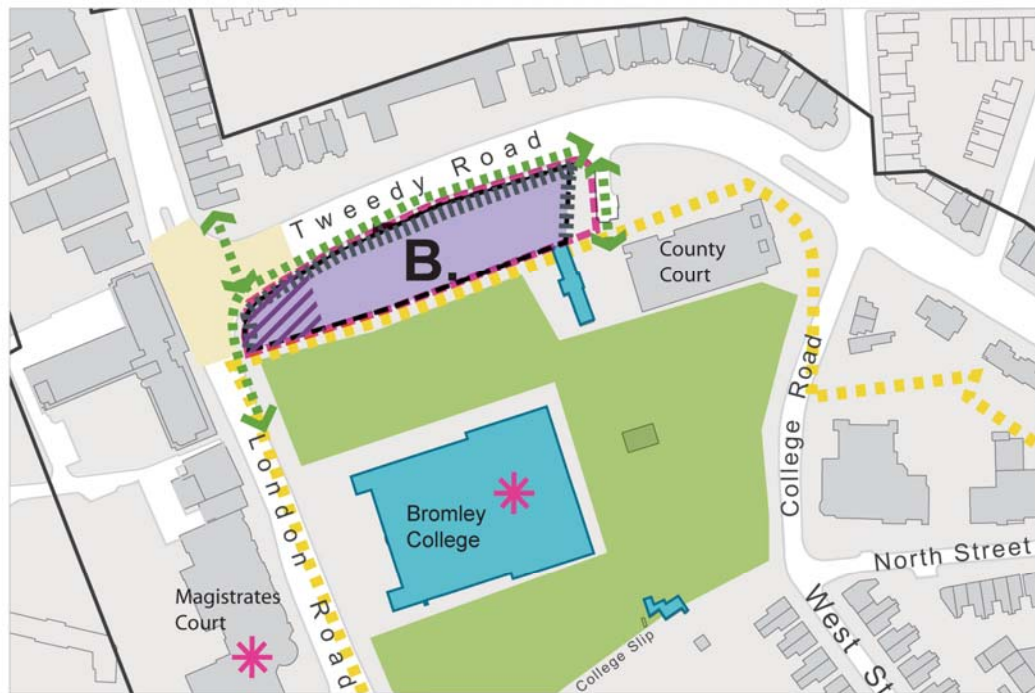 Tweedy Road
B.
County
Court
College Road
London Road
Bromley
College
North Street
Magistrates
Court
West St
College Slip